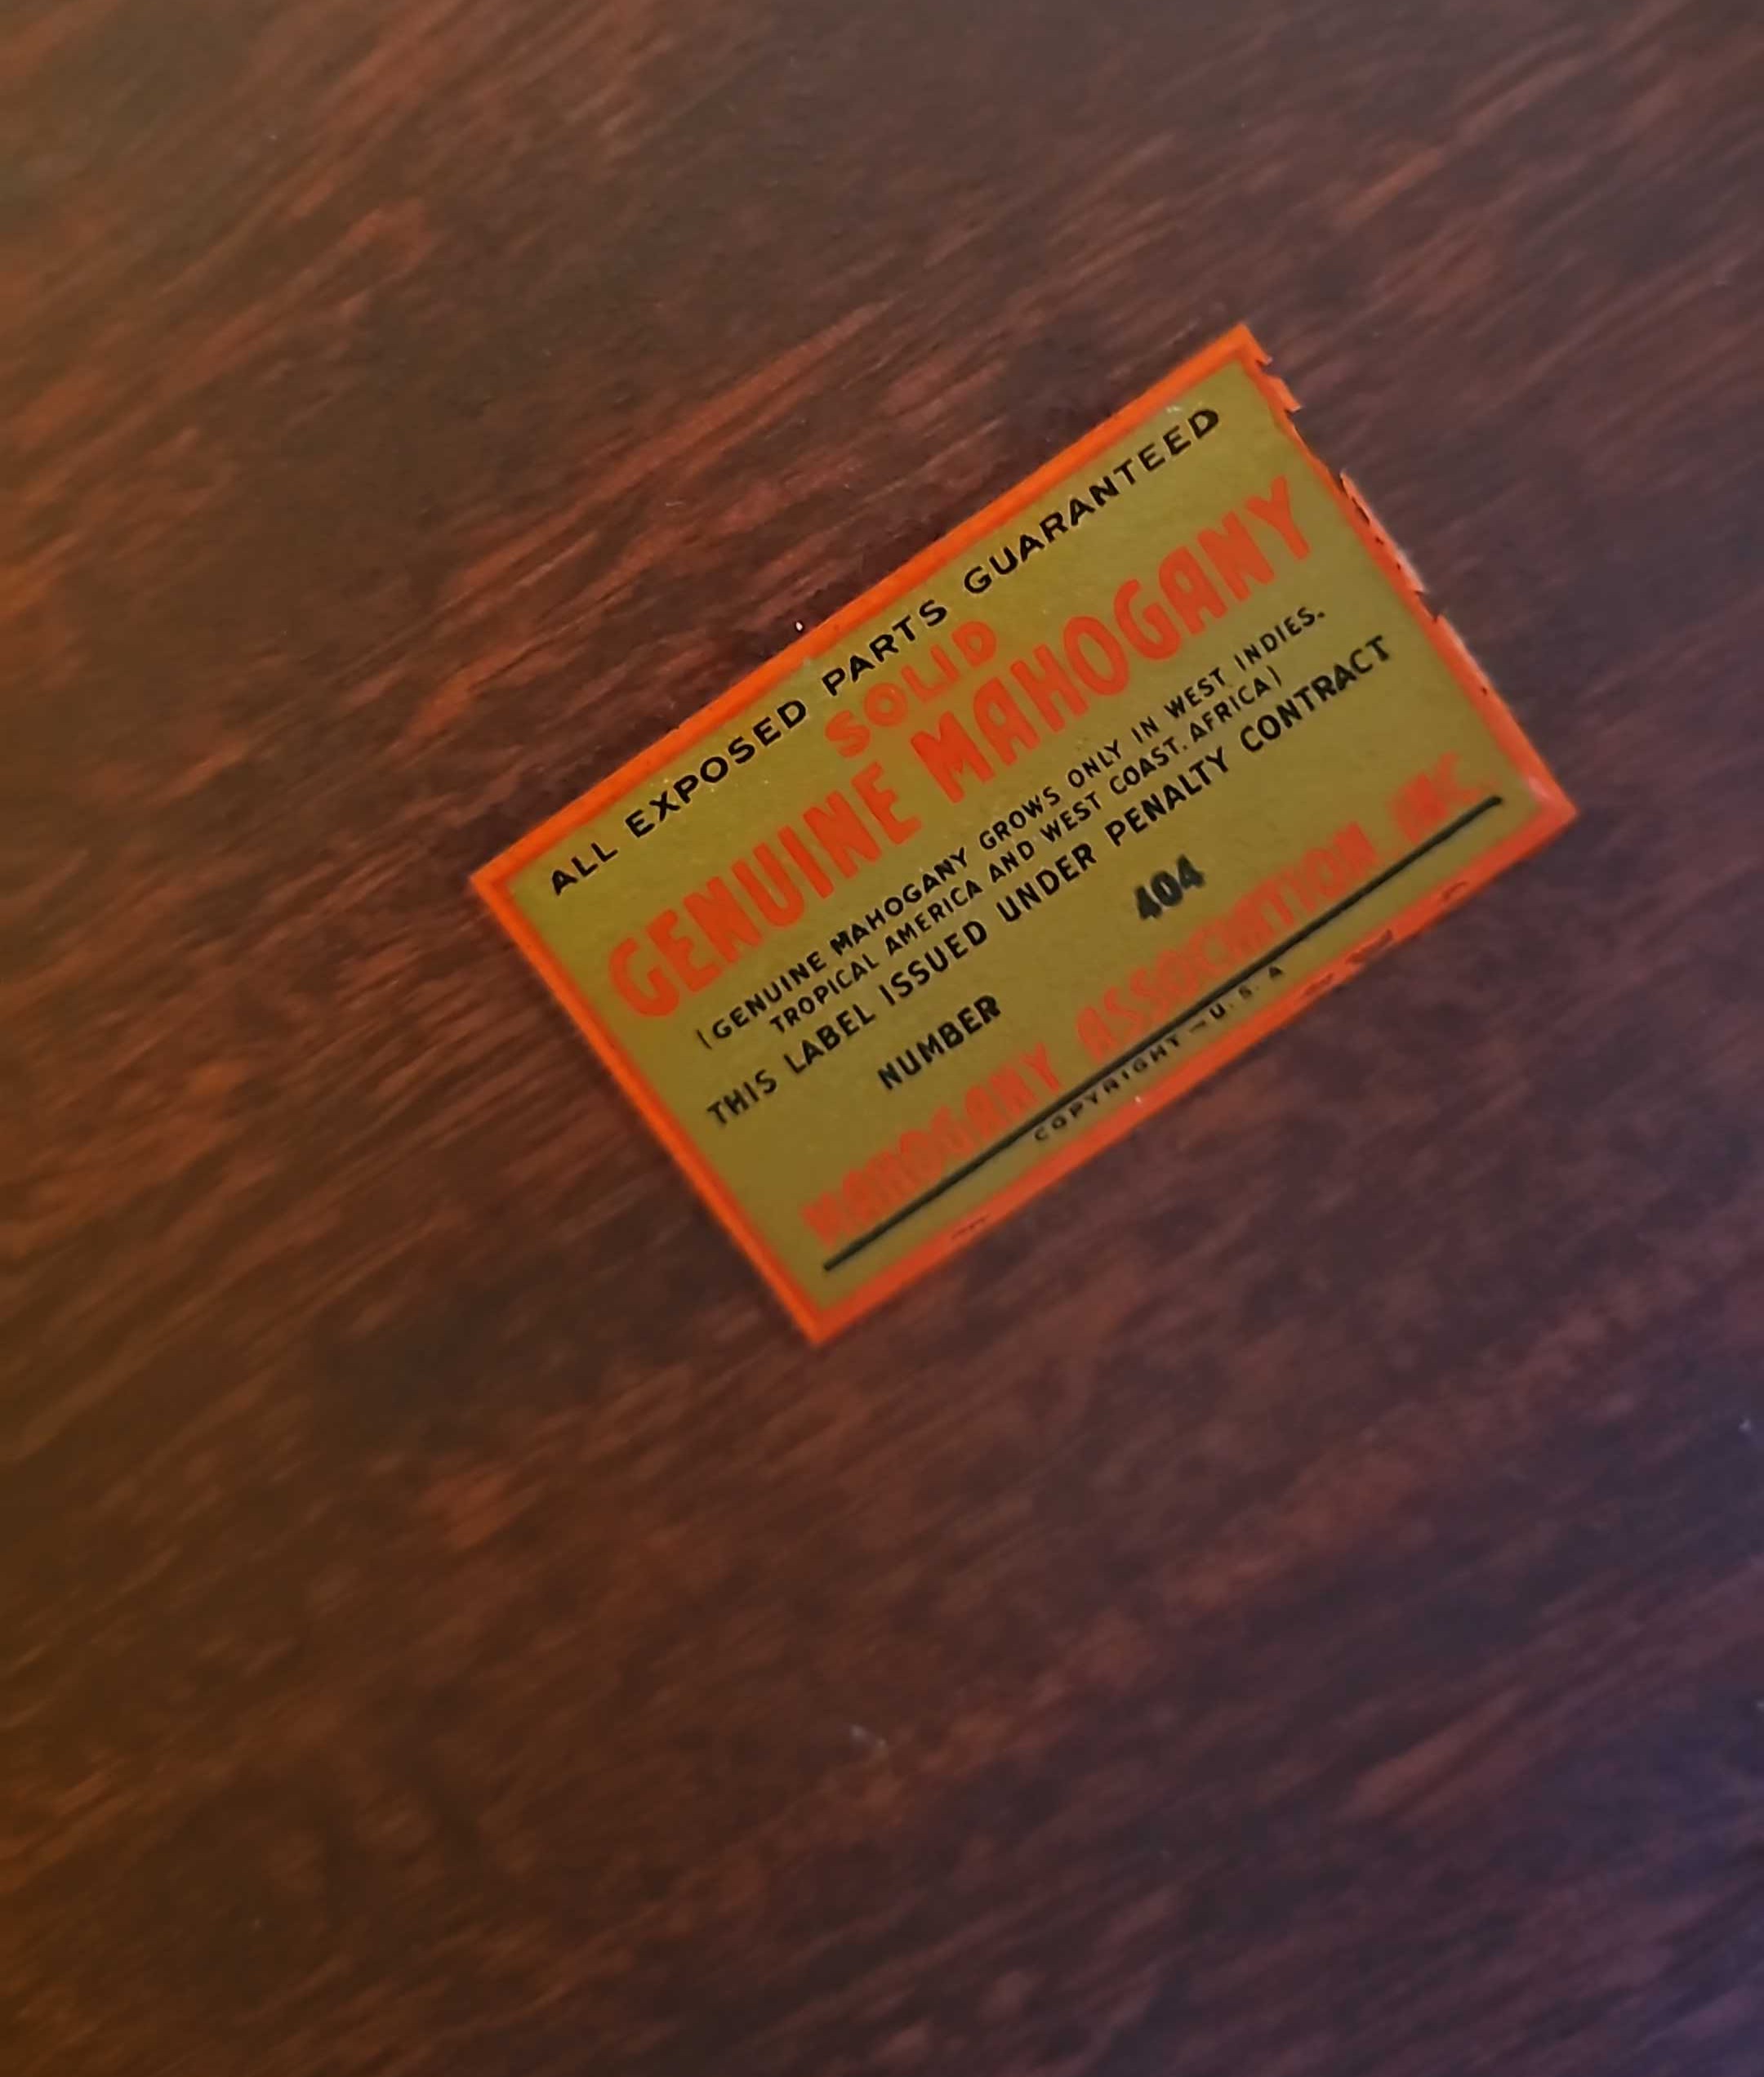 ALL EXPOSED PARTS GUARANTEED
SOLID
GENUINE MAHOGANY
(GENUINE MAHOGANY GROWS ONLY IN WEST INDIES.
TROPICAL AMERICA AND WEST COAST. AFRICA)
THIS LABEL ISSUED UNDER PENALTY CONTRACT
NUMBER 404
MAHOGANY ASSOCIATION INC.
COPYRIGHT - U. S. A